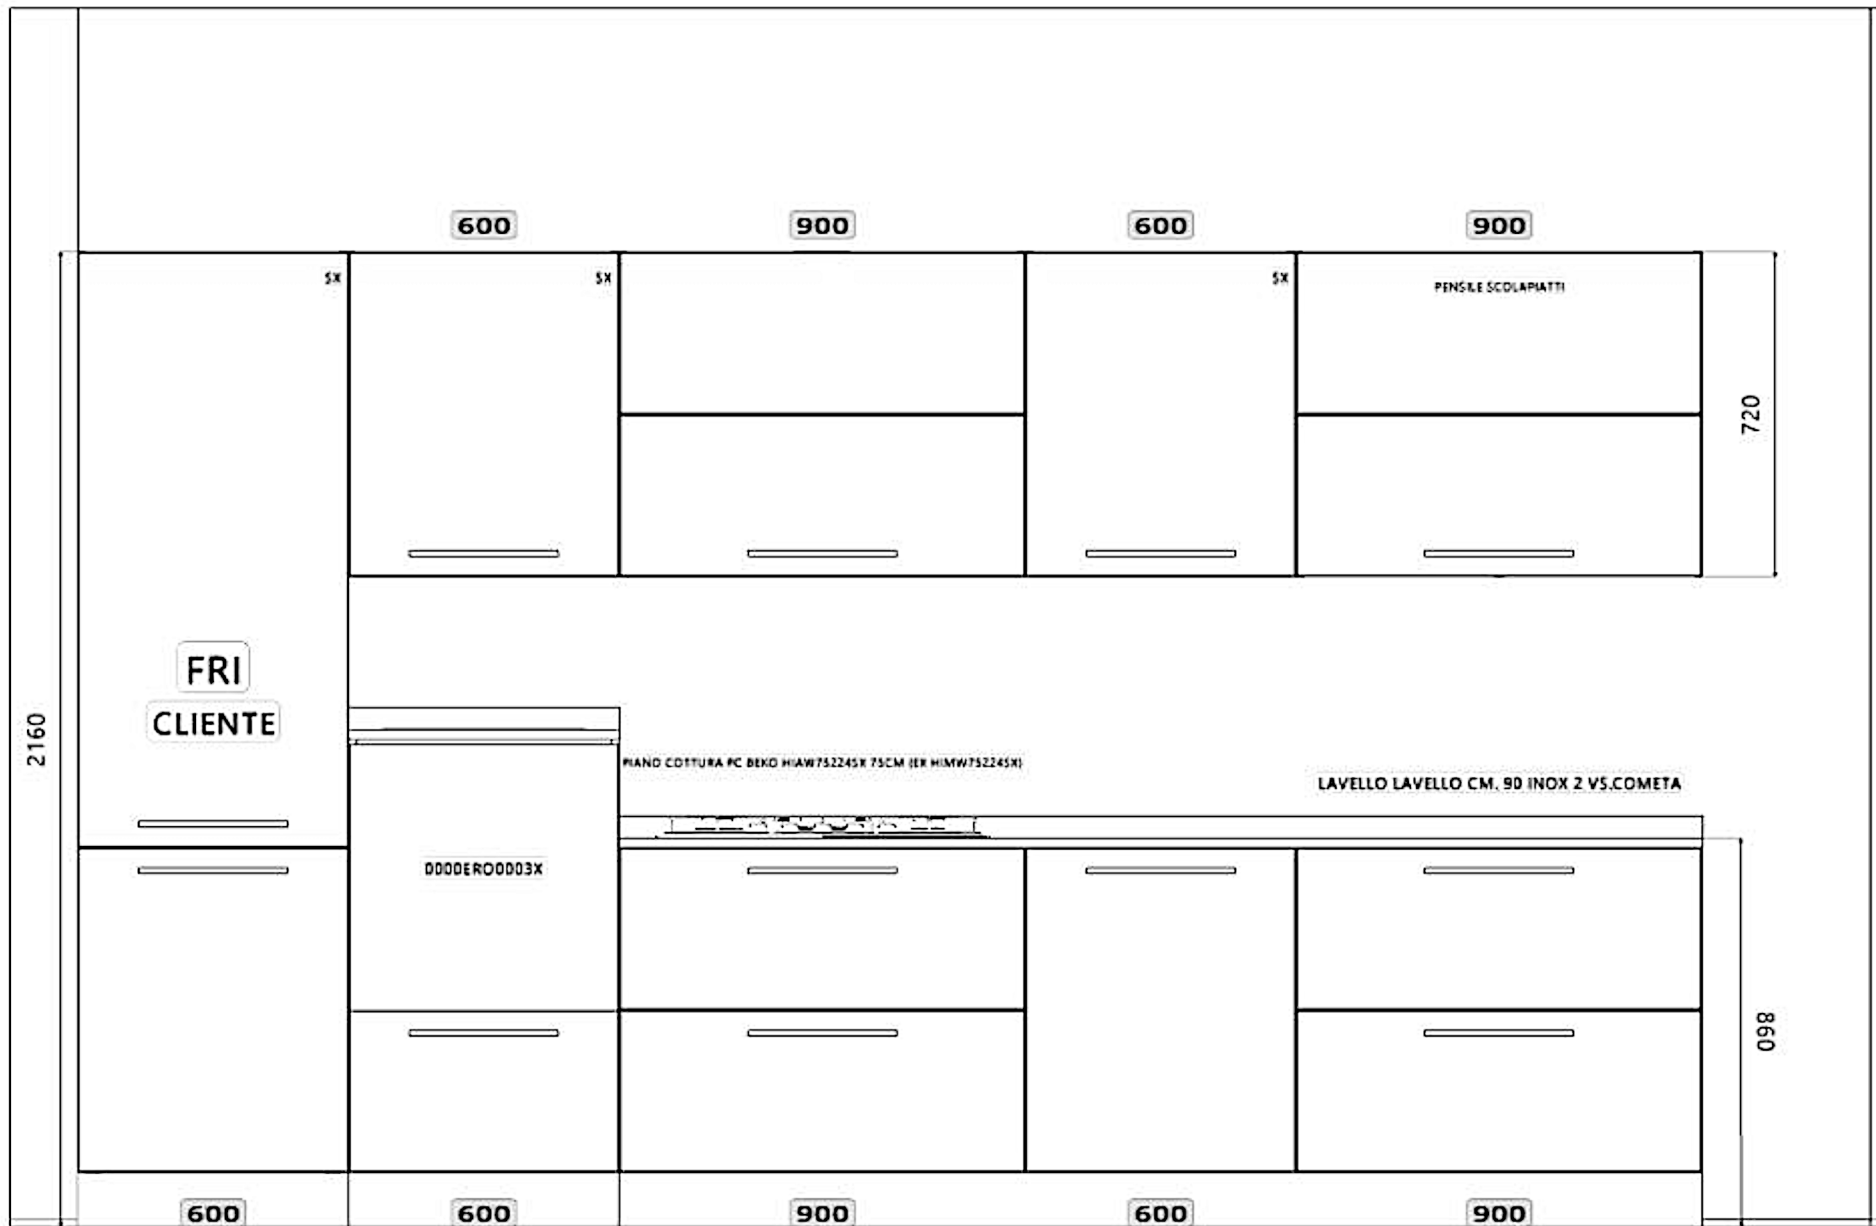 600
900
600
900
SX
SX
SX
PENSILE SCOLAPIATTI
720
FRI
CLIENTE
2160
PIANO COTTURA PC BEKO HIAW75224SX 75CM (EX HIMW75224SX)
LAVELLO LAVELLO CM. 90 INOX 2 VS.COMETA
0000ERO0003X
860
600
600
900
600
900